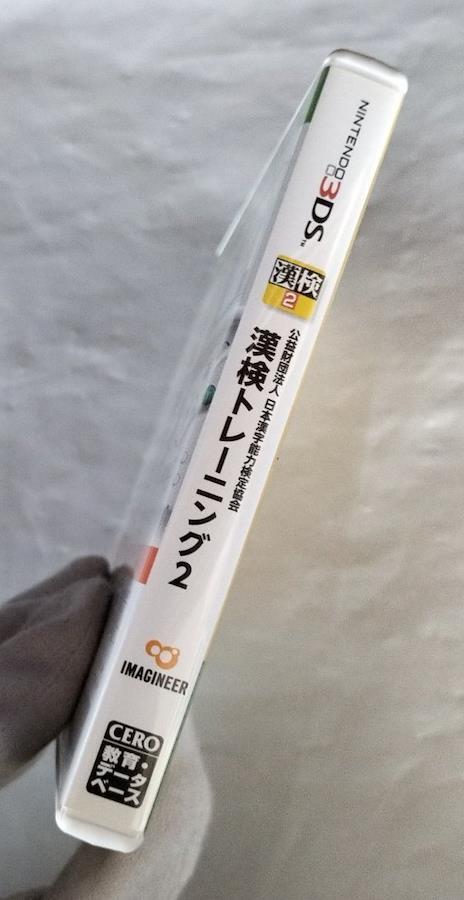 NINTENDO3DS™
漢検
2
公益財団法人 日本漢字能力検定協会
漢検トレーニング2
IMAGINEER
CERO
教育・
データ
ベース